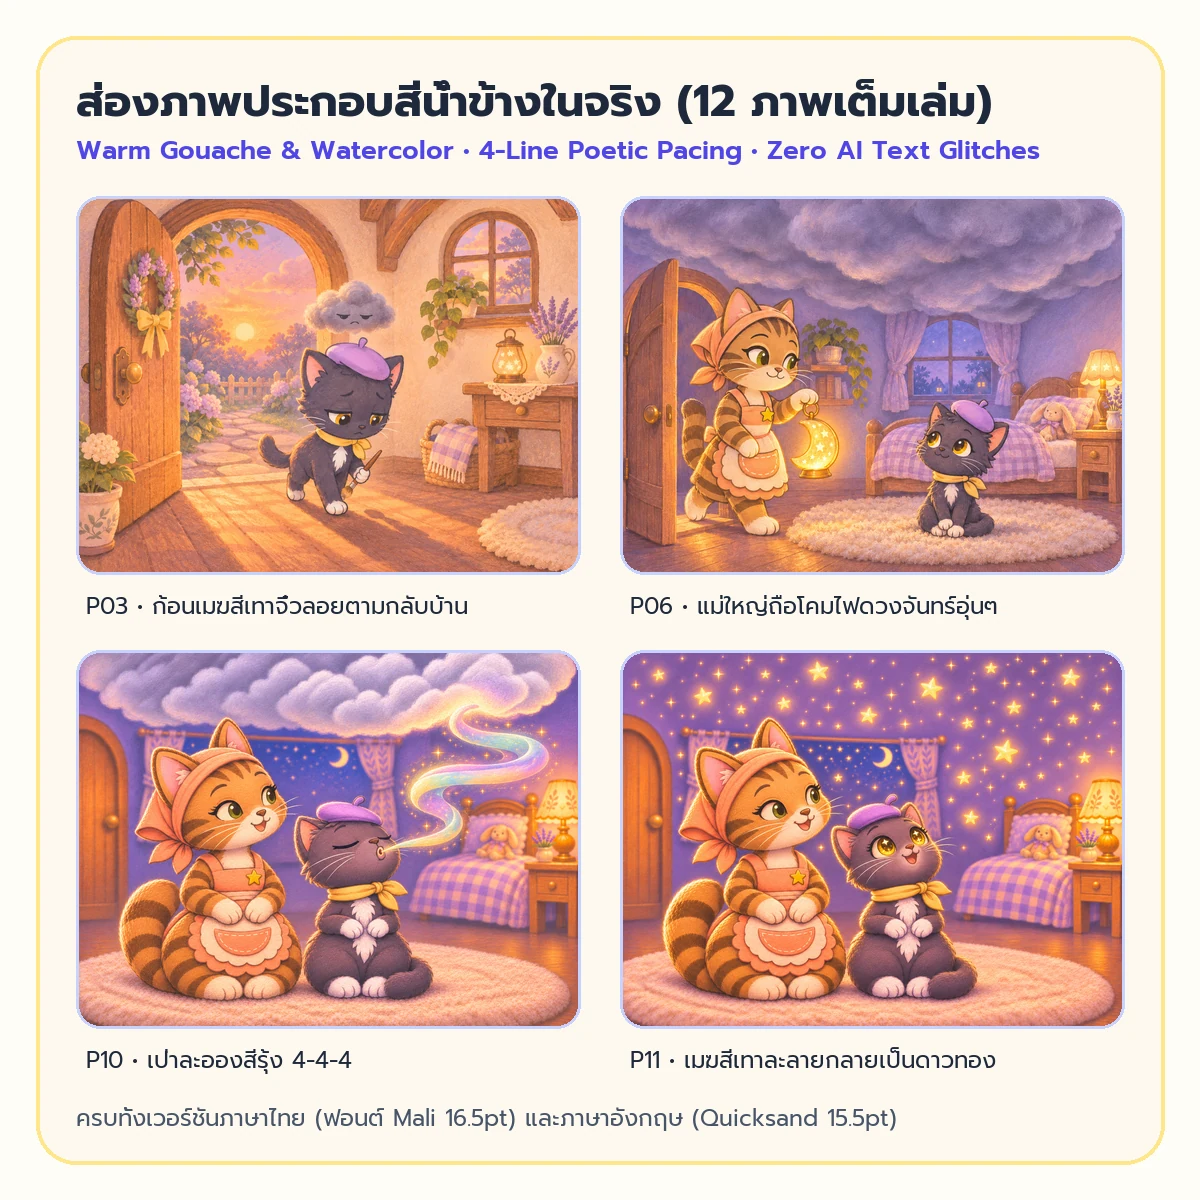 ส่องภาพประกอบสีน้ำข้างในจริง (12 ภาพเต็มเล่ม)
Warm Gouache & Watercolor · 4-Line Poetic Pacing · Zero AI Text Glitches
P03 · ก้อนเมฆสีเทาจิ๋วลอยตามกลับบ้าน
P06 · แม่ใหญ่ถือโคมไฟดวงจันทร์อุ่นๆ
P10 · เป่าละอองสีรุ้ง 4-4-4
P11 · เมฆสีเทาละลายกลายเป็นดาวทอง
ครบทั้งเวอร์ชันภาษาไทย (ฟอนต์ Mali 16.5pt) และภาษาอังกฤษ (Quicksand 15.5pt)